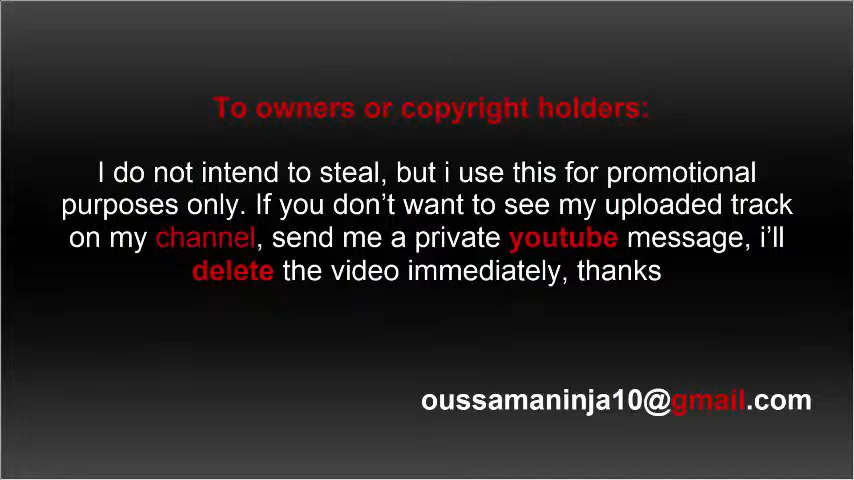 To owners or copyright holders:
I do not intend to steal, but i use this for promotional
purposes only. If you don’t want to see my uploaded track
on my channel, send me a private youtube message, i’ll
delete the video immediately, thanks
oussamaninja10@gmail.com